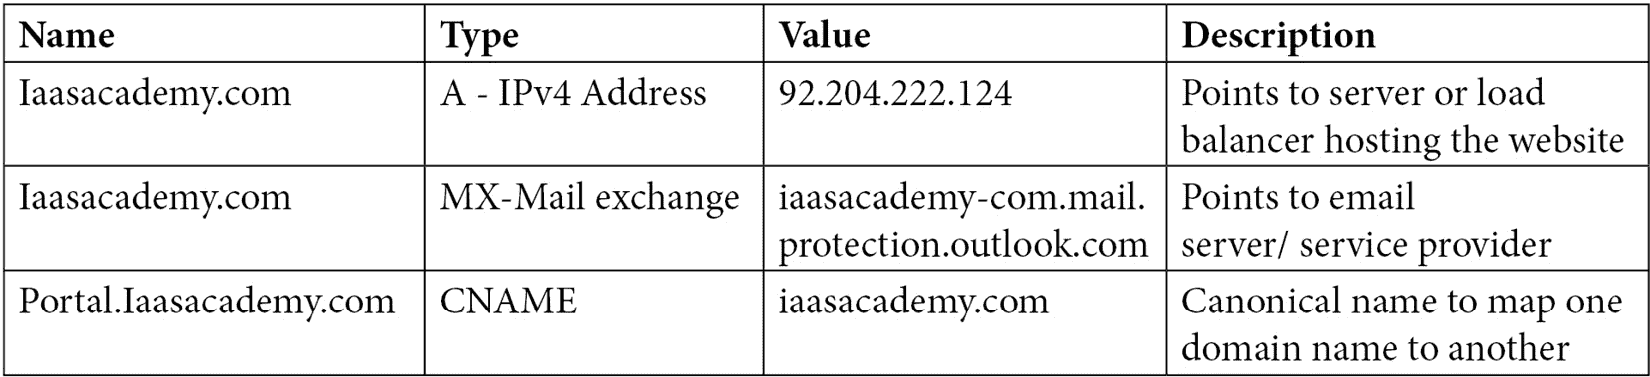 Name Type Value Description
Iaasacademy.com A - IPv4 Address 92.204.222.124 Points to server or load
balancer hosting the website
Iaasacademy.com MX-Mail exchange iaasacademy-com.mail. Points to email
protection.outlook.com server/ service provider
Portal.Iaasacademy.com CNAME iaasacademy.com Canonical name to map one
domain name to another